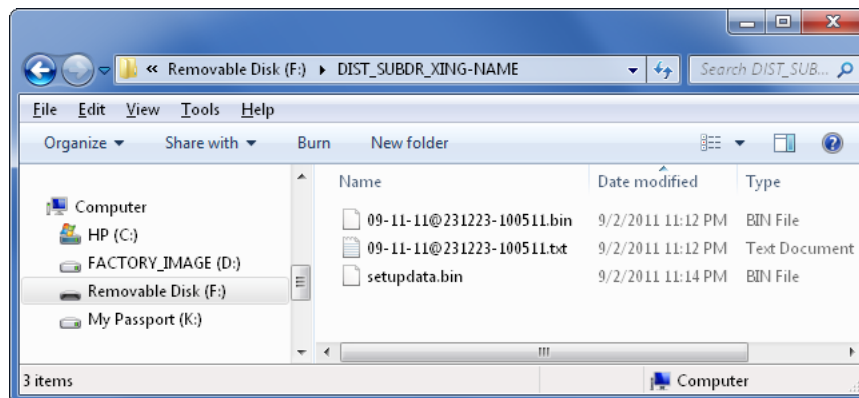 « Removable Disk (F:) ▸ DIST_SUBDR_XING-NAME Search DIST_SUB...
File Edit View Tools Help
Organize Share with Burn New folder
Name Date modified Type
Computer
HP (C:)
FACTORY_IMAGE (D:)
Removable Disk (F:)
My Passport (K:)
09-11-11@231223-100511.bin 9/2/2011 11:12 PM BIN File
09-11-11@231223-100511.txt 9/2/2011 11:12 PM Text Document
setupdata.bin 9/2/2011 11:14 PM BIN File
3 items Computer